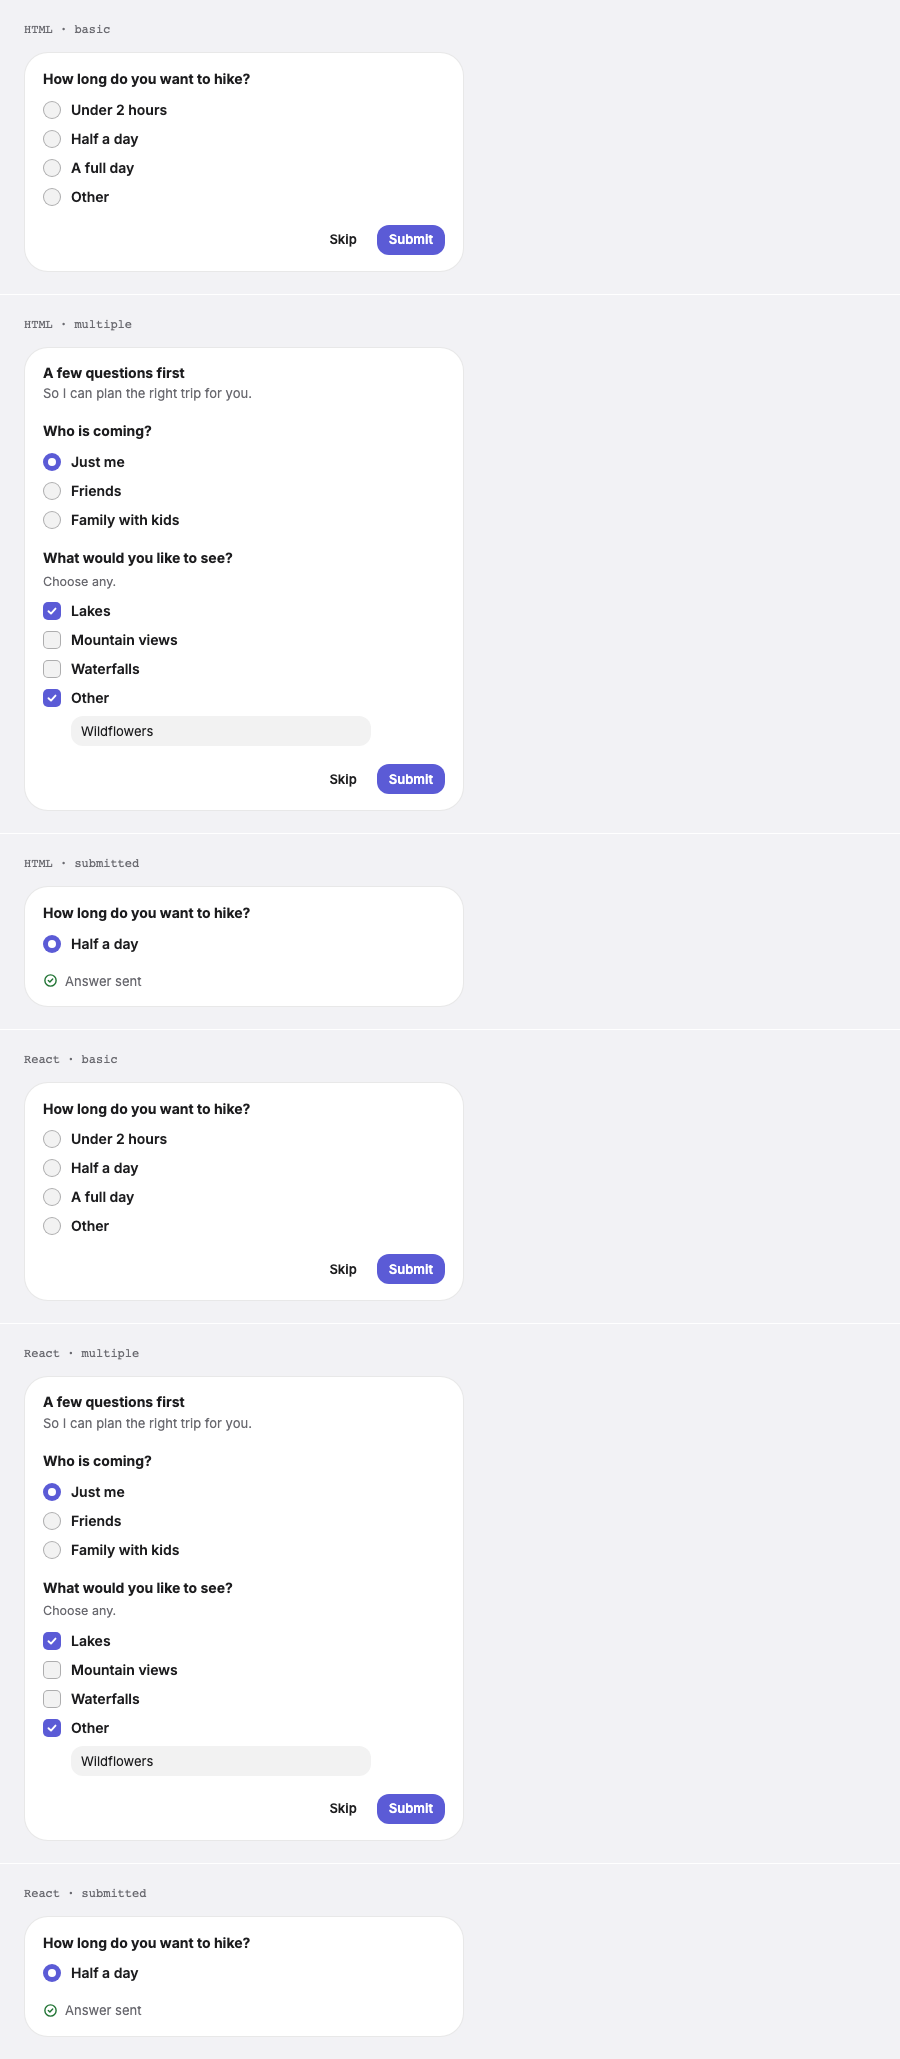 HTML · basic
How long do you want to hike?
Under 2 hours
Half a day
A full day
Other
Skip Submit
HTML · multiple
A few questions first
So I can plan the right trip for you.
Who is coming?
Just me
Friends
Family with kids
What would you like to see?
Choose any.
Lakes
Mountain views
Waterfalls
Other
Wildflowers
Skip Submit
HTML · submitted
How long do you want to hike?
Half a day
Answer sent
React · basic
How long do you want to hike?
Under 2 hours
Half a day
A full day
Other
Skip Submit
React · multiple
A few questions first
So I can plan the right trip for you.
Who is coming?
Just me
Friends
Family with kids
What would you like to see?
Choose any.
Lakes
Mountain views
Waterfalls
Other
Wildflowers
Skip Submit
React · submitted
How long do you want to hike?
Half a day
Answer sent